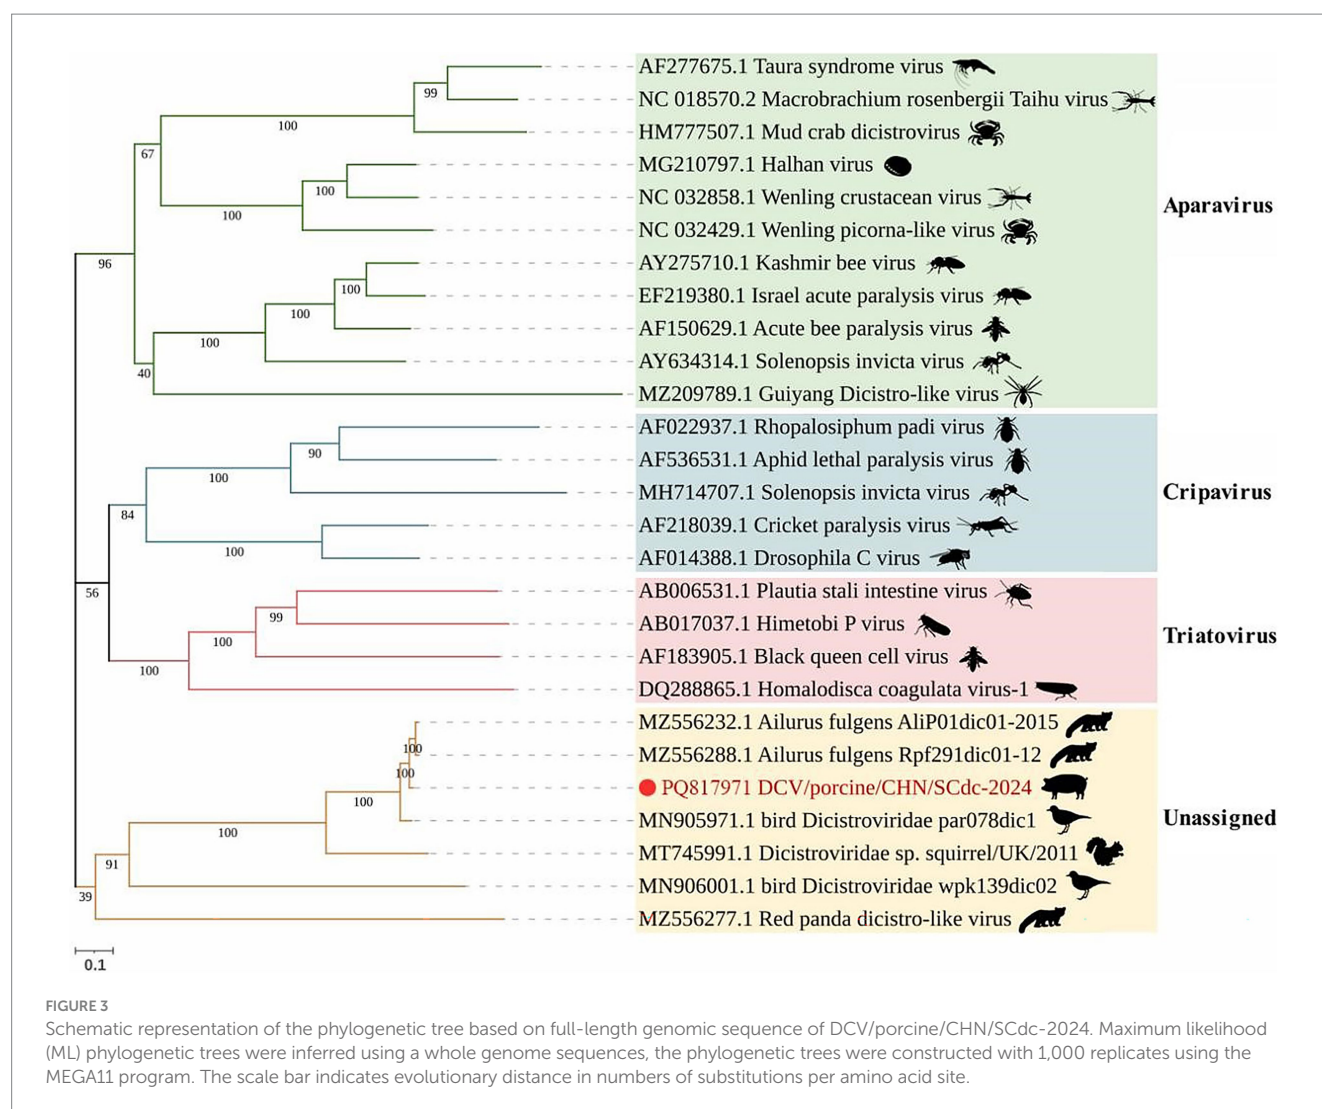 AF277675.1 Taura syndrome virus
99
NC 018570.2 Macrobrachium rosenbergii Taihu virus
100
HM777507.1 Mud crab dicistrovirus
67
MG210797.1 Halhan virus
100
NC 032858.1 Wenling crustacean virus
Aparavirus
100
NC 032429.1 Wenling picorna-like virus
96
AY275710.1 Kashmir bee virus
100
EF219380.1 Israel acute paralysis virus
100
AF150629.1 Acute bee paralysis virus
100
AY634314.1 Solenopsis invicta virus
40
MZ209789.1 Guiyang Dicistro-like virus
AF022937.1 Rhopalosiphum padi virus
90
AF536531.1 Aphid lethal paralysis virus
100
MH714707.1 Solenopsis invicta virus
Cripavirus
84
AF218039.1 Cricket paralysis virus
100
AF014388.1 Drosophila C virus
56
AB006531.1 Plautia stali intestine virus
99
AB017037.1 Himetobi P virus
Triatovirus
100
AF183905.1 Black queen cell virus
100
DQ288865.1 Homalodisca coagulata virus-1
MZ556232.1 Ailurus fulgens AliP01dic01-2015
100
MZ556288.1 Ailurus fulgens Rpf291dic01-12
100
PQ817971 DCV/porcine/CHN/SCdc-2024
100
MN905971.1 bird Dicistroviridae par078dic1
Unassigned
100
MT745991.1 Dicistroviridae sp. squirrel/UK/2011
91
MN906001.1 bird Dicistroviridae wpk139dic02
39
MZ556277.1 Red panda dicistro-like virus
0.1
FIGURE 3
Schematic representation of the phylogenetic tree based on full-length genomic sequence of DCV/porcine/CHN/SCdc-2024. Maximum likelihood
(ML) phylogenetic trees were inferred using a whole genome sequences, the phylogenetic trees were constructed with 1,000 replicates using the
MEGA11 program. The scale bar indicates evolutionary distance in numbers of substitutions per amino acid site.